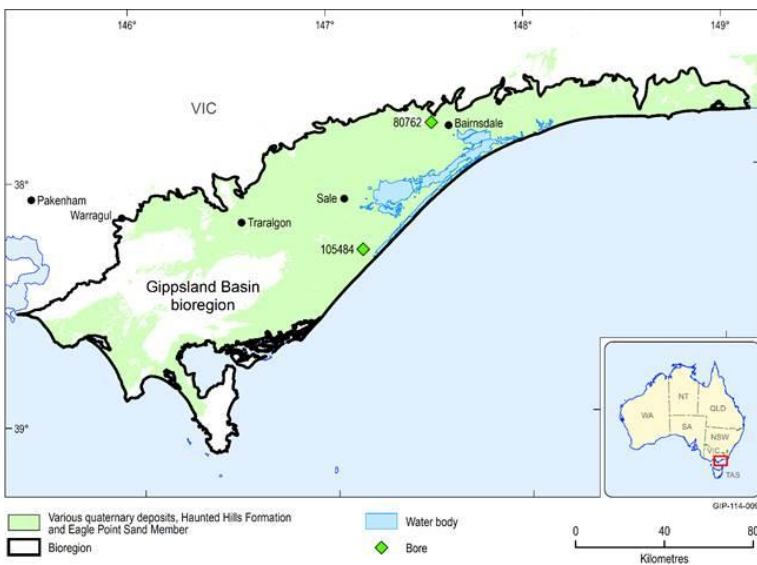 146°
147°
148°
149°
VIC
80762
Bairnsdale
38°
Pakenham
Warragul
Sale
Traralgon
105484
Gippsland Basin
bioregion
39°
NT
QLD
WA
SA
NSW
VIC
TAS
GIP-114-009
Various quaternary deposits, Haunted Hills Formation
and Eagle Point Sand Member
Water body
Bioregion
Bore
0 40 80
Kilometres